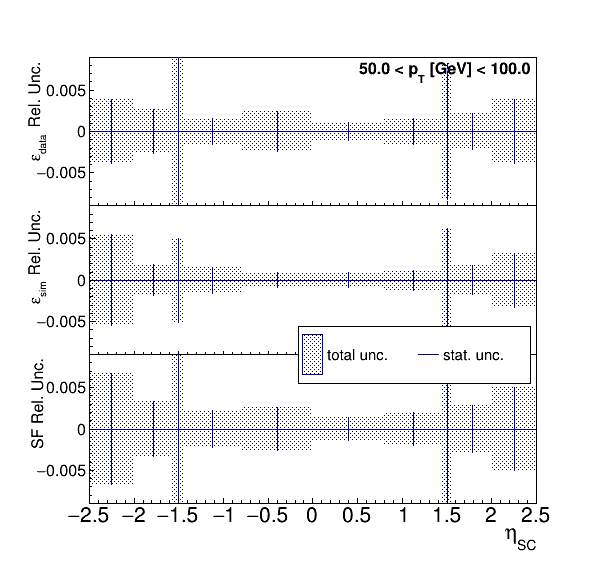 50.0 < p_T [GeV] < 100.0
ε_data Rel. Unc.
0.005
0
−0.005
ε_sim Rel. Unc.
0.005
0
−0.005
total unc. stat. unc.
SF Rel. Unc.
0.005
0
−0.005
−2.5 −2 −1.5 −1 −0.5 0 0.5 1 1.5 2 2.5
η_SC